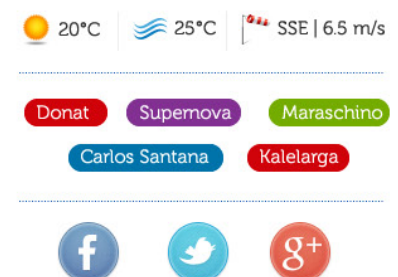 20°C 25°C SSE | 6.5 m/s
Donat Supernova Maraschino
Carlos Santana Kalelarga
f g+